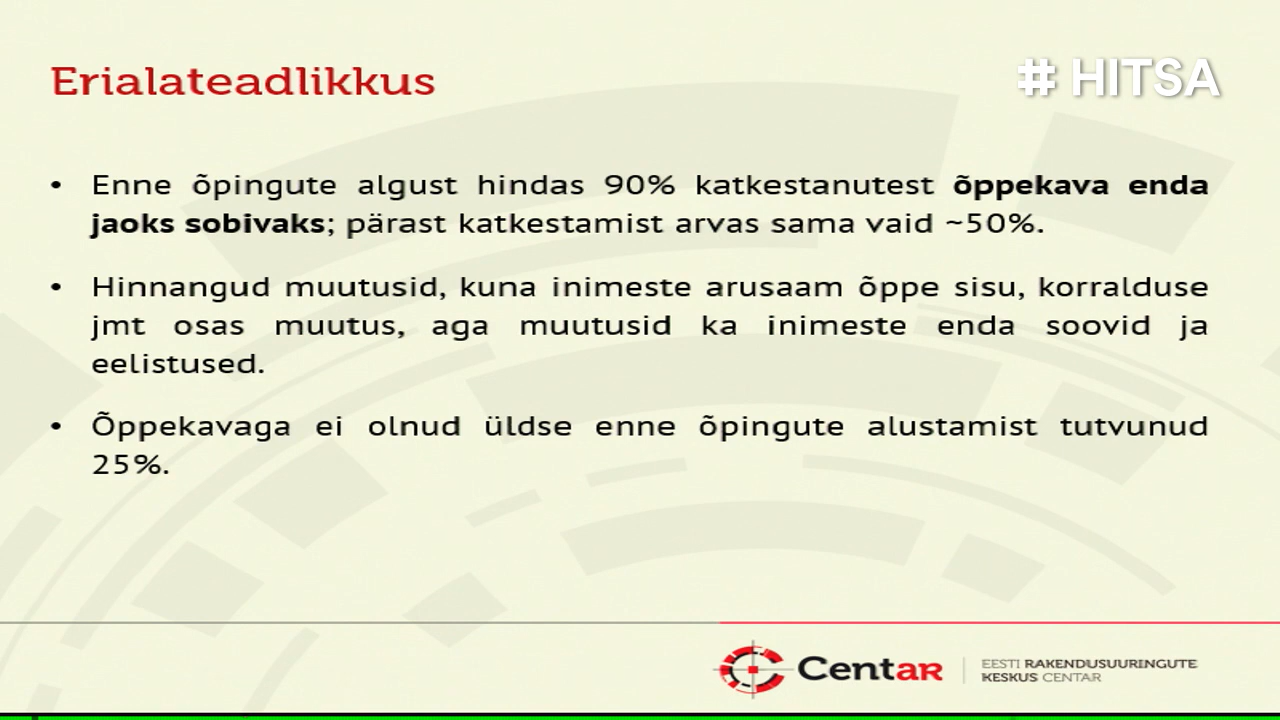 Erialateadlikkus
# HITSA
• Enne õpingute algust hindas 90% katkestanutest õppekava enda
jaoks sobivaks; pärast katkestamist arvas sama vaid ~50%.
• Hinnangud muutusid, kuna inimeste arusaam õppe sisu, korralduse
jmt osas muutus, aga muutusid ka inimeste enda soovid ja
eelistused.
• Õppekavaga ei olnud üldse enne õpingute alustamist tutvunud
25%.
CentAR
EESTI RAKENDUSUURINGUTE
KESKUS CENTAR